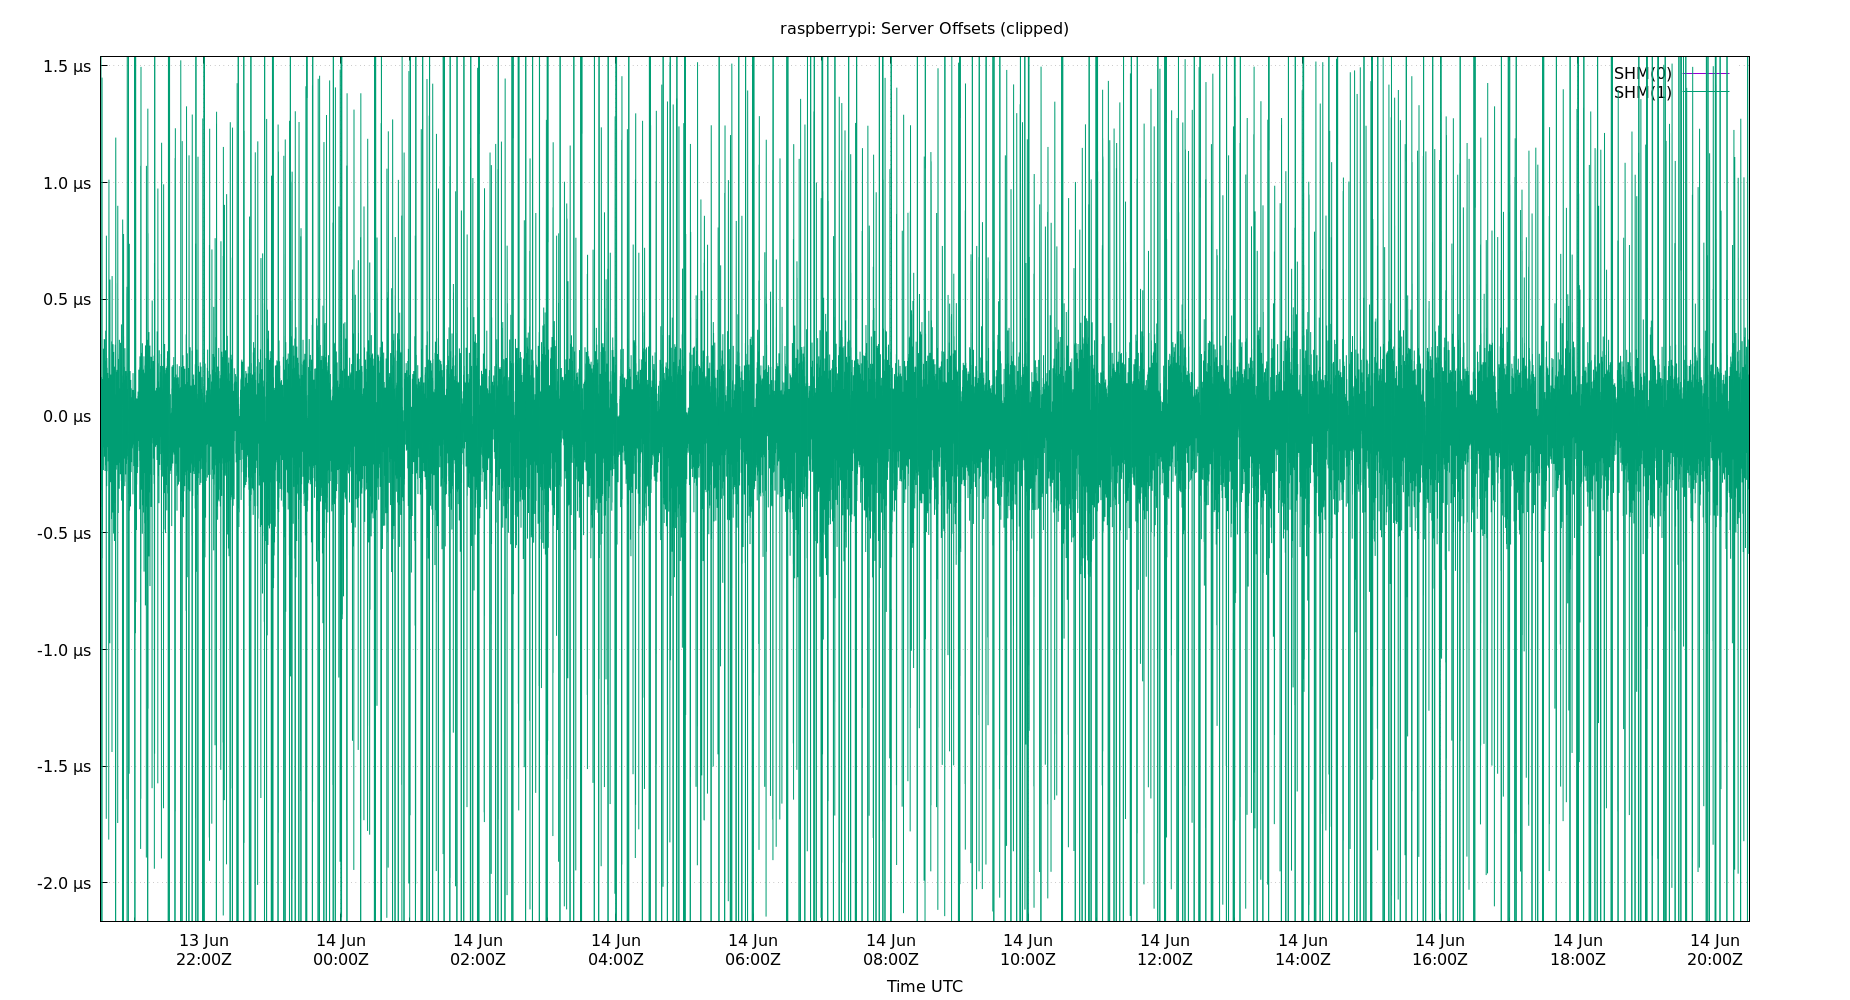 raspberrypi: Server Offsets (clipped)
1.5 µs
1.0 µs
0.5 µs
0.0 µs
-0.5 µs
-1.0 µs
-1.5 µs
-2.0 µs
SHM(0)
SHM(1)
13 Jun 14 Jun 14 Jun 14 Jun 14 Jun 14 Jun 14 Jun 14 Jun 14 Jun 14 Jun 14 Jun 14 Jun
22:00Z 00:00Z 02:00Z 04:00Z 06:00Z 08:00Z 10:00Z 12:00Z 14:00Z 16:00Z 18:00Z 20:00Z
Time UTC